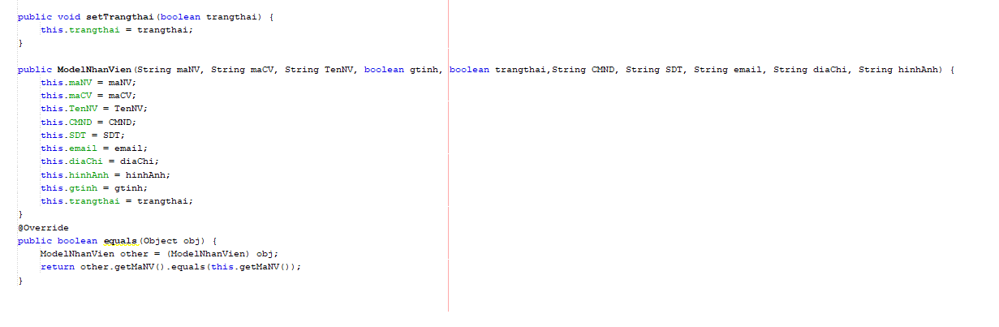 public void setTrangthai(boolean trangthai) {
    this.trangthai = trangthai;
}
public ModelNhanVien(String maNV, String maCV, String TenNV, boolean gtinh, boolean trangthai,String CMND, String SDT, String email, String diaChi, String hinhAnh) {
    this.maNV = maNV;
    this.maCV = maCV;
    this.TenNV = TenNV;
    this.CMND = CMND;
    this.SDT = SDT;
    this.email = email;
    this.diaChi = diaChi;
    this.hinhAnh = hinhAnh;
    this.gtinh = gtinh;
    this.trangthai = trangthai;
}
@Override
public boolean equals(Object obj) {
    ModelNhanVien other = (ModelNhanVien) obj;
    return other.getMaNV().equals(this.getMaNV());
}